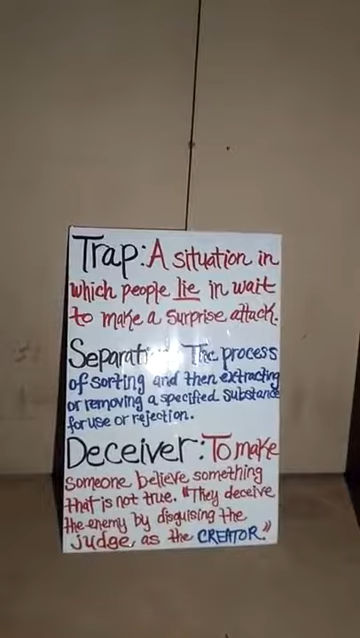 Trap: A situation in
which people lie in wait
to make a surprise attack.
The process
of sorting and then extracting
or removing a specified substance
for use or rejection.
Deceiver: To make
someone believe something
that is not true. "They deceive
the enemy by disguising the
judge as the CREATOR."